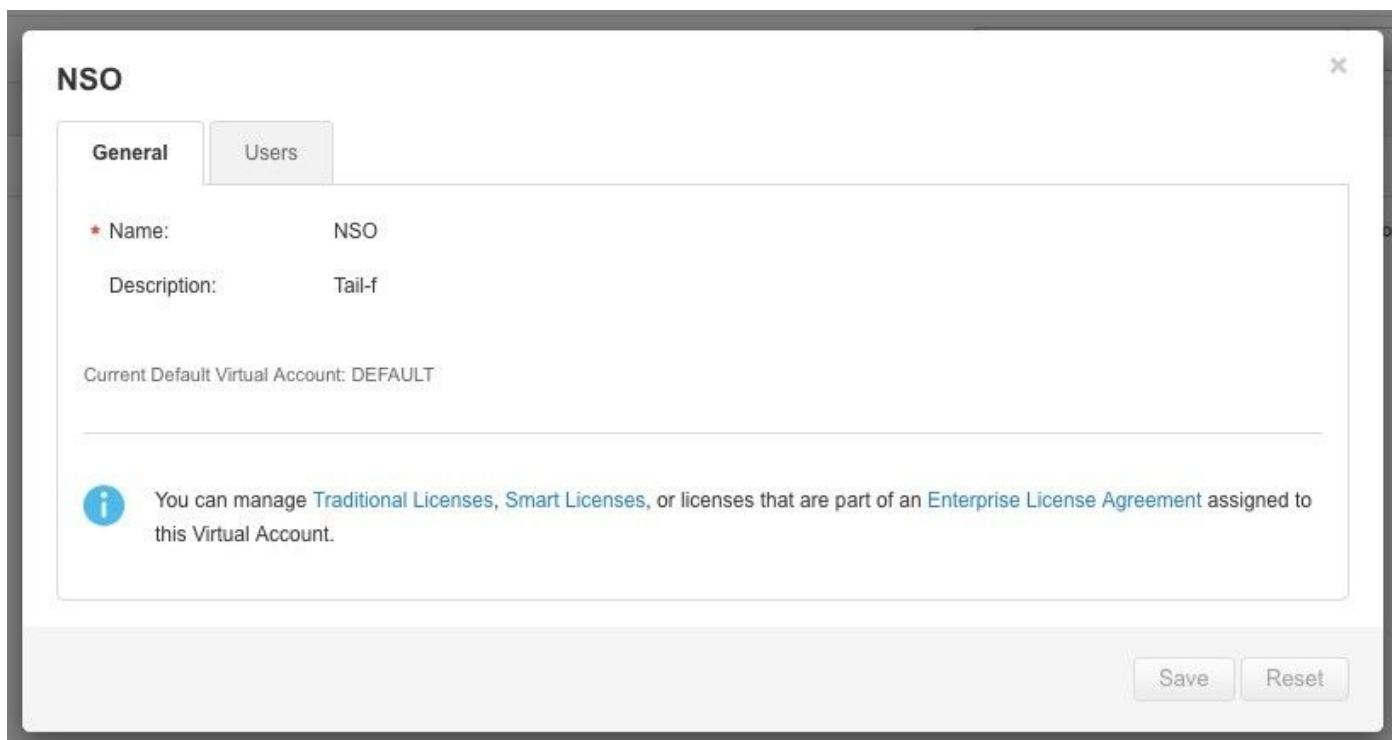 NSO
×
General Users
* Name: NSO
Description: Tail-f
Current Default Virtual Account: DEFAULT
You can manage Traditional Licenses, Smart Licenses, or licenses that are part of an Enterprise License Agreement assigned to
this Virtual Account.
Save Reset